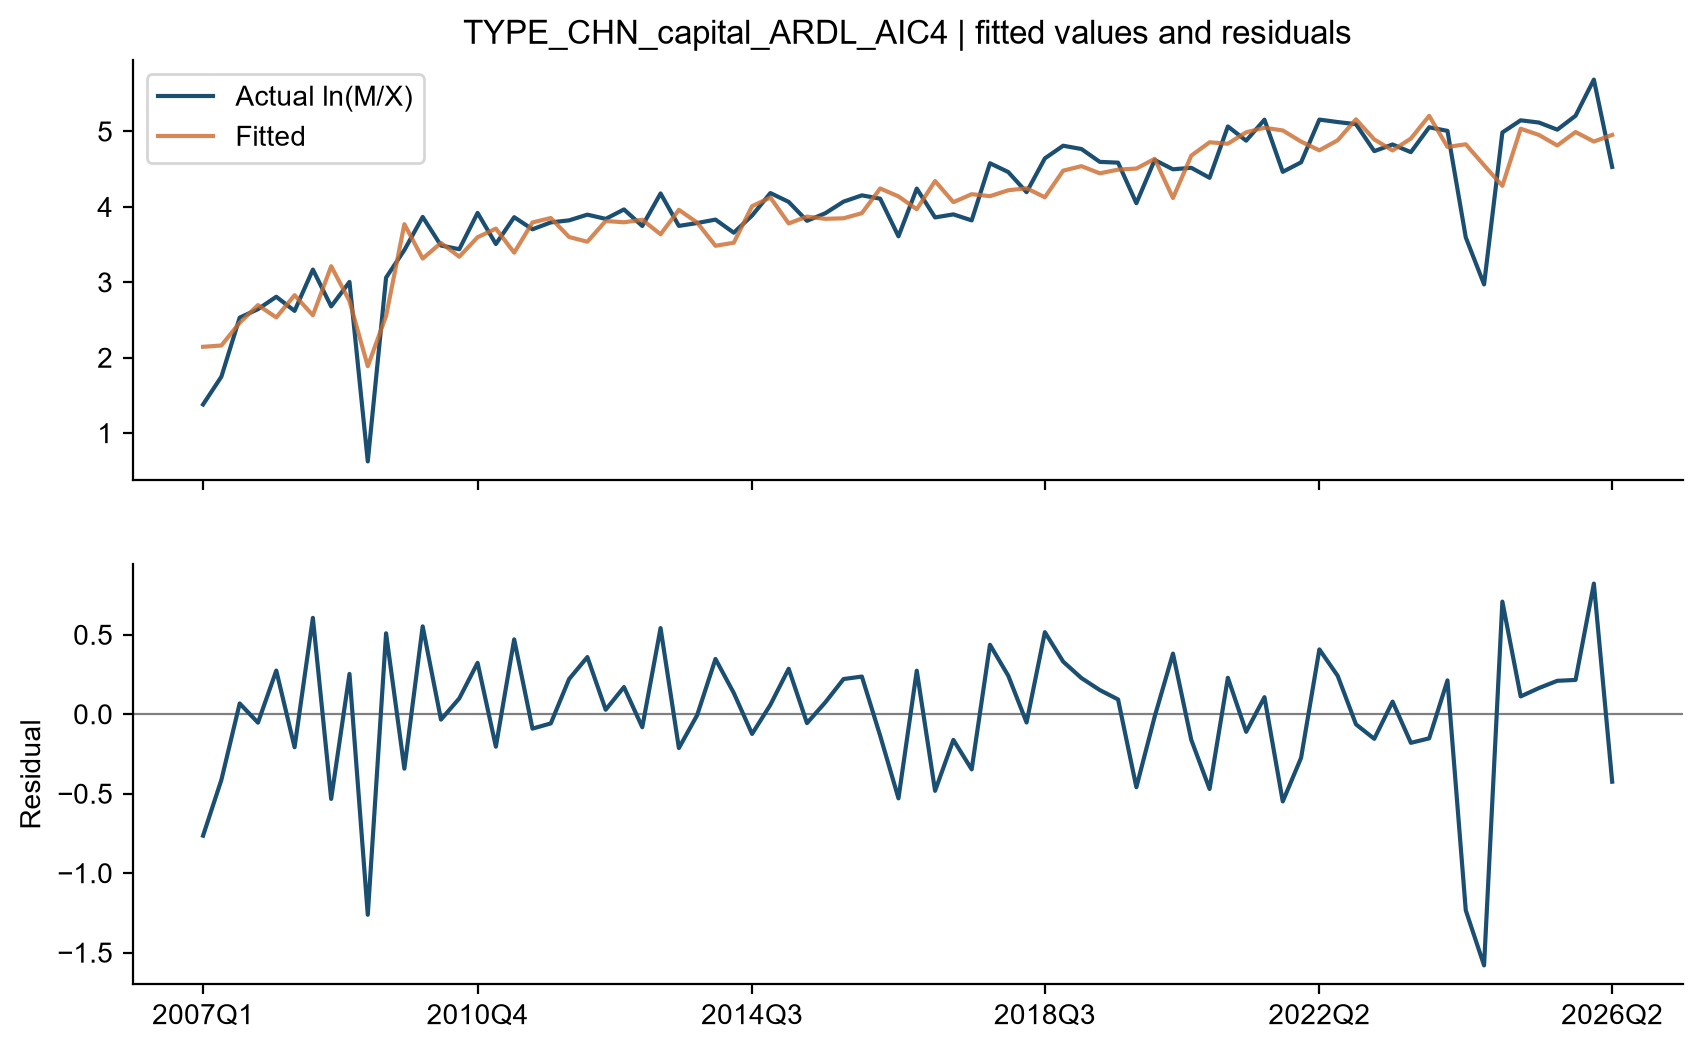 TYPE_CHN_capital_ARDL_AIC4 | fitted values and residuals
Actual ln(M/X)
Fitted
5
4
3
2
1
0.5
0.0
−0.5
−1.0
−1.5
Residual
2007Q1 2010Q4 2014Q3 2018Q3 2022Q2 2026Q2